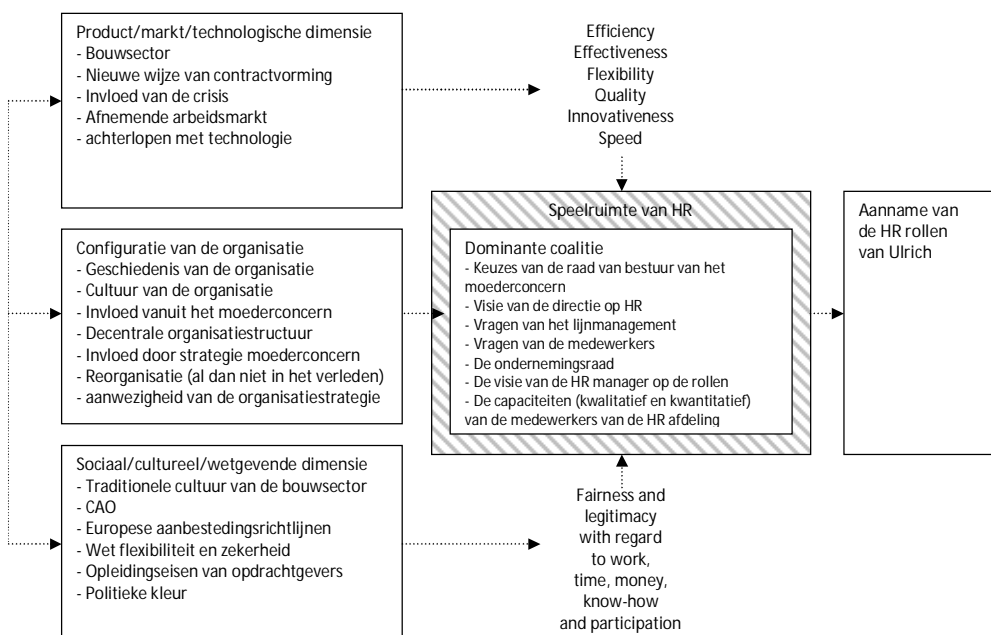 Product/markt/technologische dimensie
- Bouwsector
- Nieuwe wijze van contractvorming
- Invloed van de crisis
- Afnemende arbeidsmarkt
- achterlopen met technologie
Efficiency
Effectiveness
Flexibility
Quality
Innovativeness
Speed
Configuratie van de organisatie
- Geschiedenis van de organisatie
- Cultuur van de organisatie
- Invloed vanuit het moederconcern
- Decentrale organisatiestructuur
- Invloed door strategie moederconcern
- Reorganisatie (al dan niet in het verleden)
- aanwezigheid van de organisatiestrategie
Speelruimte van HR
Dominante coalitie
- Keuzes van de raad van bestuur van het
moederconcern
- Visie van de directie op HR
- Vragen van het lijnmanagement
- Vragen van de medewerkers
- De ondernemingsraad
- De visie van de HR manager op de rollen
- De capaciteiten (kwalitatief en kwantitatief)
van de medewerkers van de HR afdeling
Aanname van
de HR rollen
van Ulrich
Sociaal/cultureel/wetgevende dimensie
- Traditionele cultuur van de bouwsector
- CAO
- Europese aanbestedingsrichtlijnen
- Wet flexibiliteit en zekerheid
- Opleidingseisen van opdrachtgevers
- Politieke kleur
Fairness and
legitimacy
with regard
to work,
time, money,
know-how
and participation